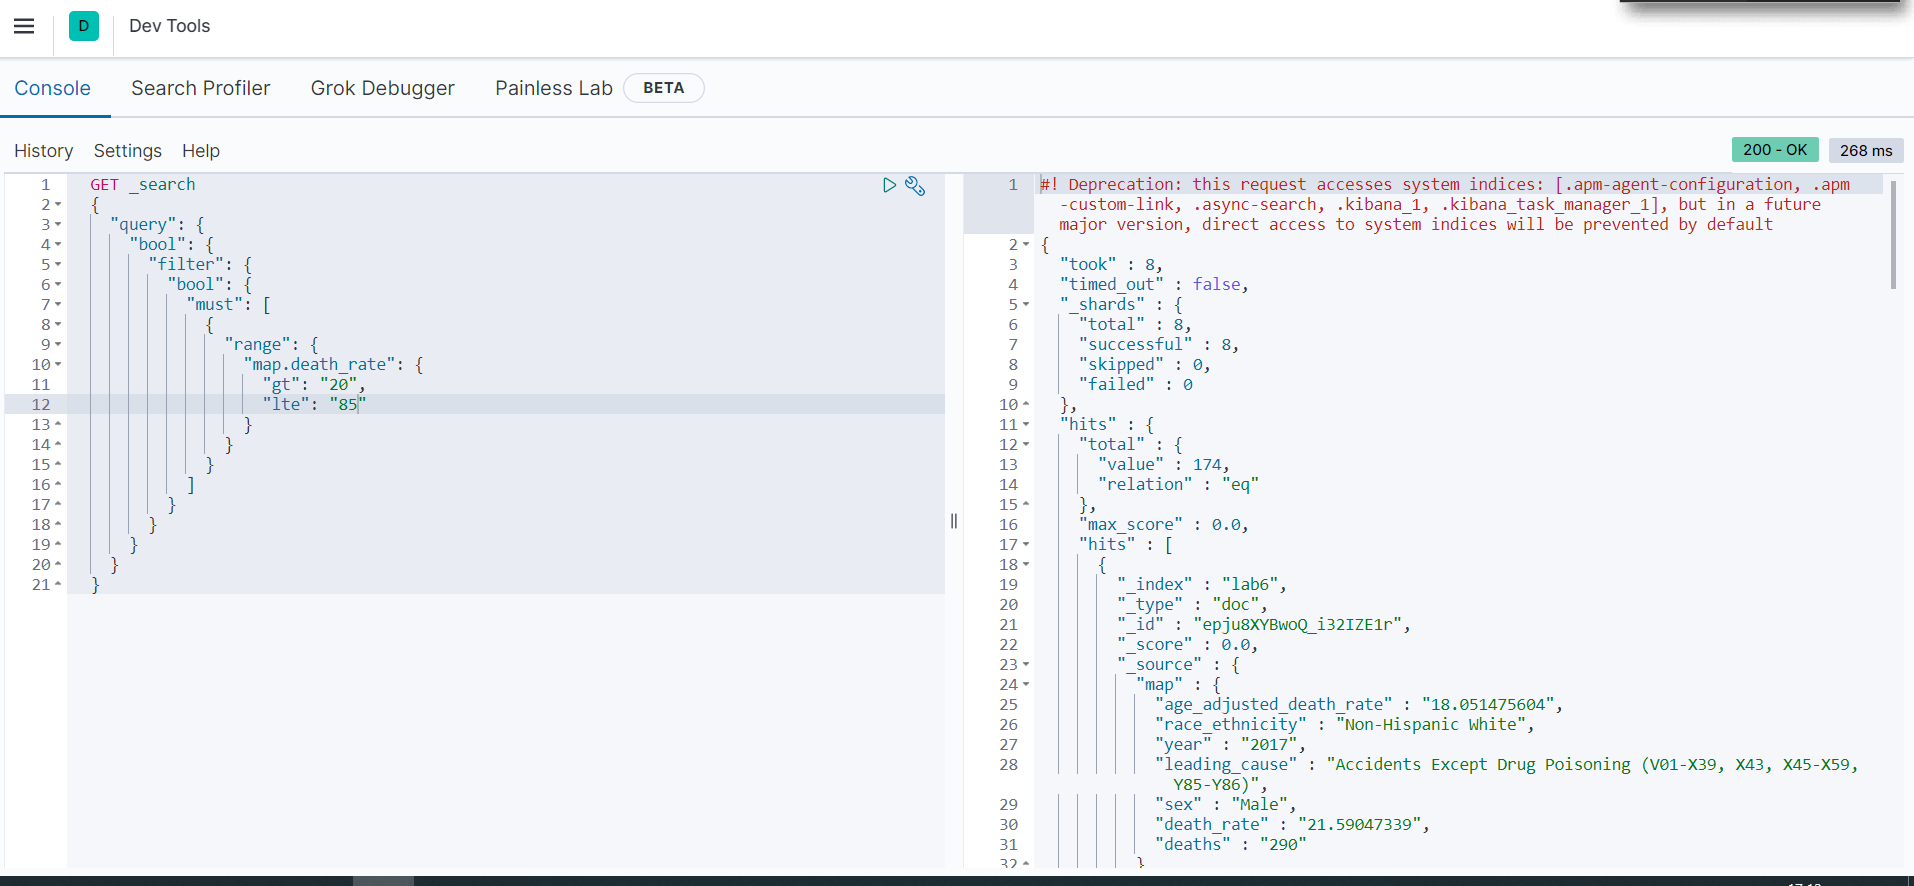 D Dev Tools
Console Search Profiler Grok Debugger Painless Lab BETA
History Settings Help 200 - OK 268 ms
1 GET _search
2 {
3 "query": {
4 "bool": {
5 "filter": {
6 "bool": {
7 "must": [
8 {
9 "range": {
10 "map.death_rate": {
11 "gt": "20",
12 "lte": "85"
13 }
14 }
15 }
16 ]
17 }
18 }
19 }
20 }
21 }
1 #! Deprecation: this request accesses system indices: [.apm-agent-configuration, .apm
-custom-link, .async-search, .kibana_1, .kibana_task_manager_1], but in a future
major version, direct access to system indices will be prevented by default
2 {
3 "took" : 8,
4 "timed_out" : false,
5 "_shards" : {
6 "total" : 8,
7 "successful" : 8,
8 "skipped" : 0,
9 "failed" : 0
10 },
11 "hits" : {
12 "total" : {
13 "value" : 174,
14 "relation" : "eq"
15 },
16 "max_score" : 0.0,
17 "hits" : [
18 {
19 "_index" : "lab6",
20 "_type" : "doc",
21 "_id" : "epju8XYBwoQ_i32IZE1r",
22 "_score" : 0.0,
23 "_source" : {
24 "map" : {
25 "age_adjusted_death_rate" : "18.051475604",
26 "race_ethnicity" : "Non-Hispanic White",
27 "year" : "2017",
28 "leading_cause" : "Accidents Except Drug Poisoning (V01-X39, X43, X45-X59,
Y85-Y86)",
29 "sex" : "Male",
30 "death_rate" : "21.59047339",
31 "deaths" : "290"
32 }